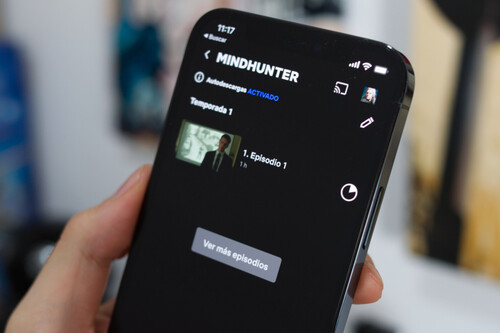 11:17
Buscar
MINDHUNTER
Autodescargas ACTIVADO
Temporada 1
1. Episodio 1
1 h
Ver más episodios